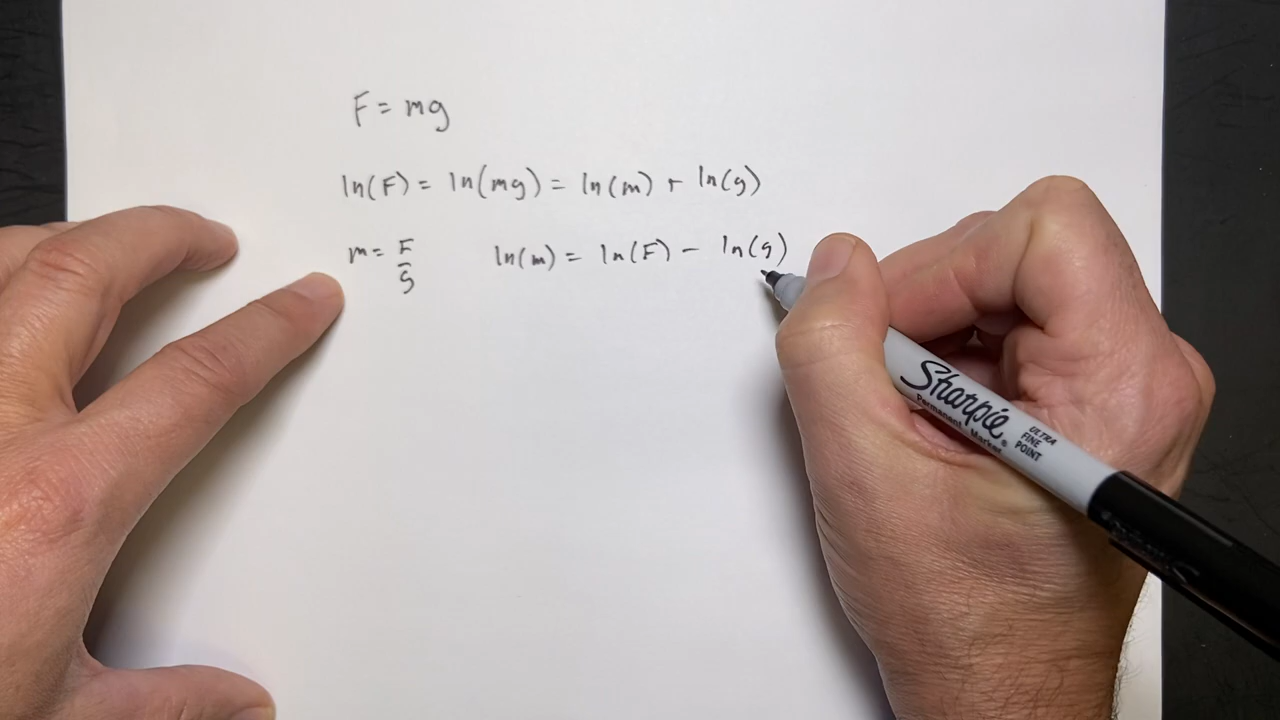 F = mg
ln(F) = ln(mg) = ln(m) + ln(g)
m = F/g    ln(m) = ln(F) - ln(g)
Sharpie®
Permanent Marker
ULTRA
FINE
POINT